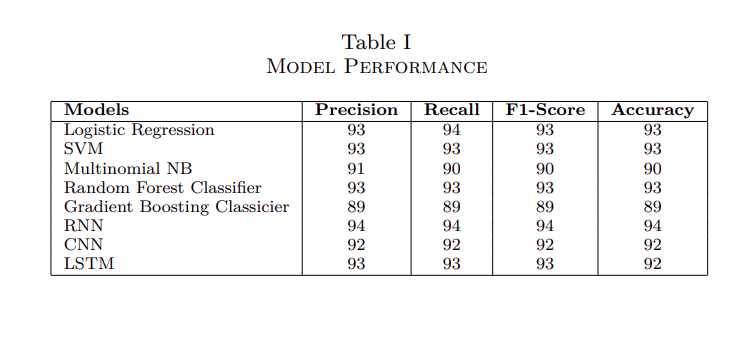 Table I
Model Performance
Models Precision Recall F1-Score Accuracy
Logistic Regression 93 94 93 93
SVM 93 93 93 93
Multinomial NB 91 90 90 90
Random Forest Classifier 93 93 93 93
Gradient Boosting Classicier 89 89 89 89
RNN 94 94 94 94
CNN 92 92 92 92
LSTM 93 93 93 92